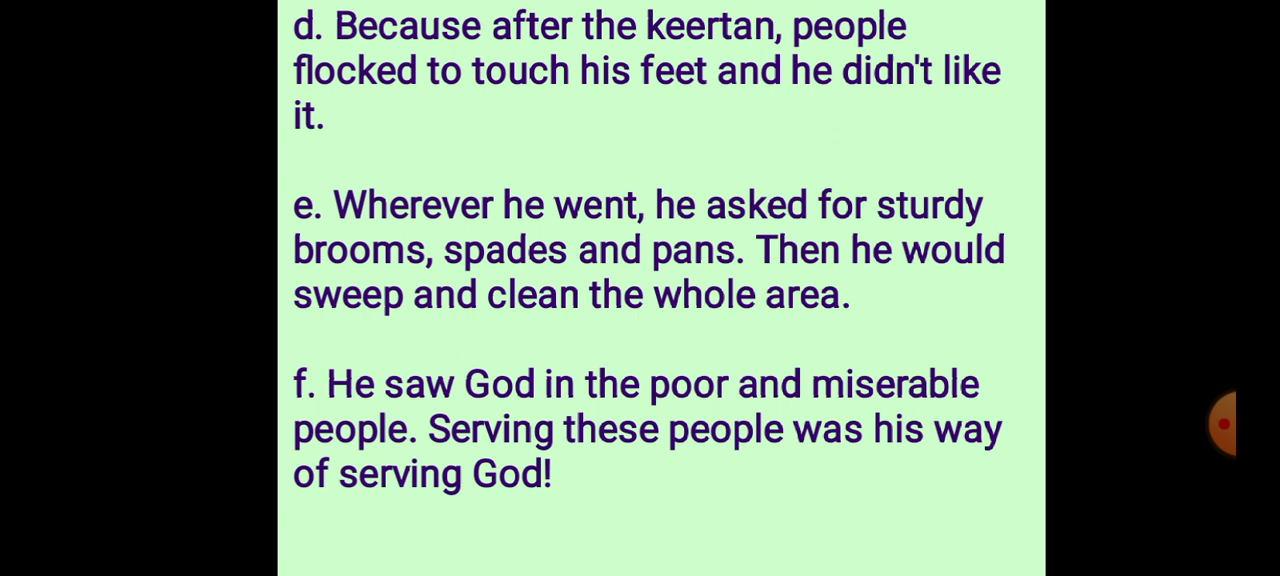 d. Because after the keertan, people
flocked to touch his feet and he didn't like
it.
e. Wherever he went, he asked for sturdy
brooms, spades and pans. Then he would
sweep and clean the whole area.
f. He saw God in the poor and miserable
people. Serving these people was his way
of serving God!